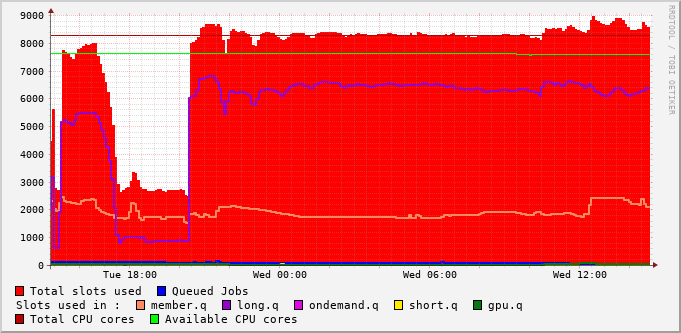 9000
8000
7000
6000
5000
4000
3000
2000
1000
0
Tue 18:00 Wed 00:00 Wed 06:00 Wed 12:00
Total slots used Queued Jobs
Slots used in : member.q long.q ondemand.q short.q gpu.q
Total CPU cores Available CPU cores
RRDTOOL / TOBI OETIKER